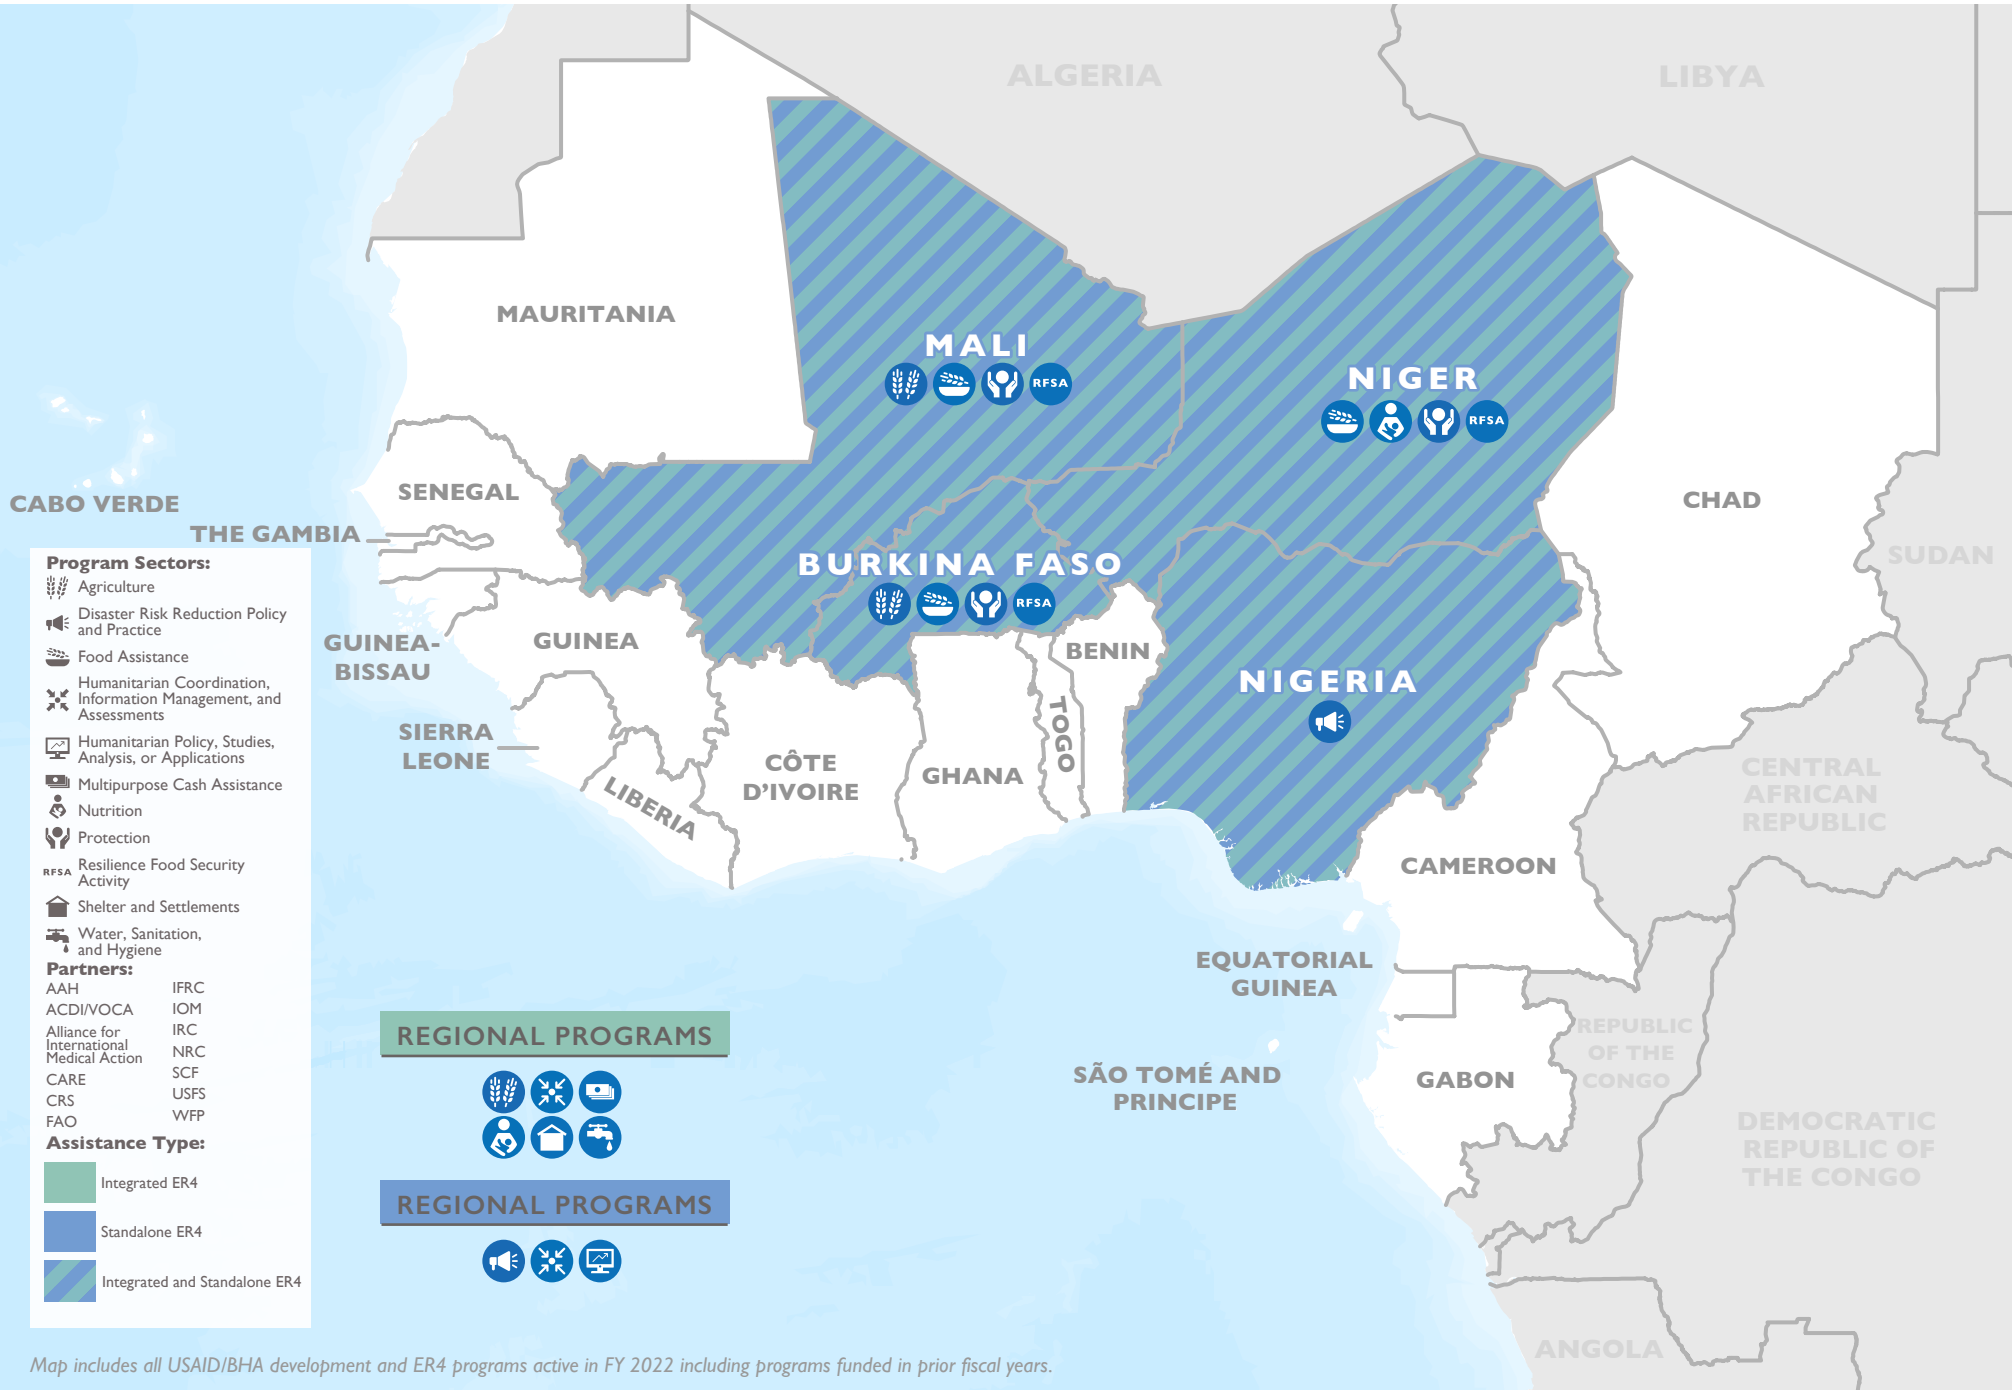 ALGERIA
LIBYA
MAURITANIA
MALI
RFSA
NIGER
RFSA
SENEGAL
CABO VERDE
THE GAMBIA
CHAD
SUDAN
BURKINA FASO
RFSA
GUINEA-
BISSAU
GUINEA
BENIN
NIGERIA
TOGO
SIERRA
LEONE
LIBERIA
CÔTE
D'IVOIRE
GHANA
CENTRAL
AFRICAN
REPUBLIC
CAMEROON
EQUATORIAL
GUINEA
REPUBLIC
OF THE
CONGO
SÃO TOMÉ AND
PRINCIPE
GABON
DEMOCRATIC
REPUBLIC OF
THE CONGO
ANGOLA
Program Sectors:
Agriculture
Disaster Risk Reduction Policy
and Practice
Food Assistance
Humanitarian Coordination,
Information Management, and
Assessments
Humanitarian Policy, Studies,
Analysis, or Applications
Multipurpose Cash Assistance
Nutrition
Protection
RFSA Resilience Food Security
Activity
Shelter and Settlements
Water, Sanitation,
and Hygiene
Partners:
AAH
ACDI/VOCA
Alliance for
International
Medical Action
CARE
CRS
FAO
IFRC
IOM
IRC
NRC
SCF
USFS
WFP
Assistance Type:
Integrated ER4
Standalone ER4
Integrated and Standalone ER4
REGIONAL PROGRAMS
REGIONAL PROGRAMS
Map includes all USAID/BHA development and ER4 programs active in FY 2022 including programs funded in prior fiscal years.